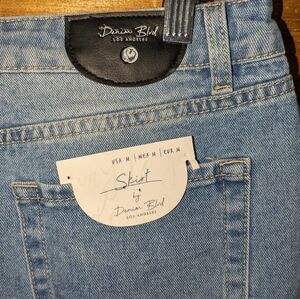 Denim Blvd
LOS ANGELES
USA M | MEX M | EUR M
Skirt
by
Denim Blvd
LOS ANGELES